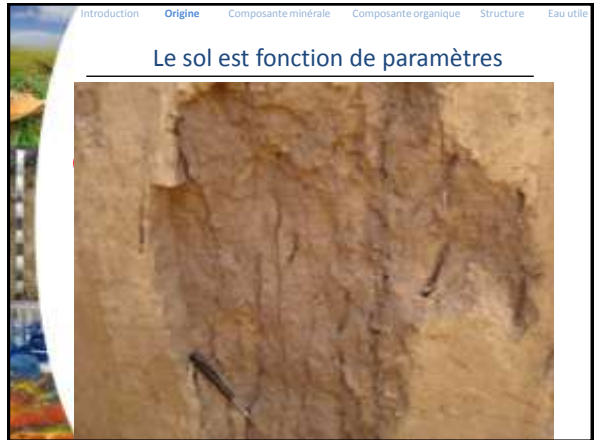 Introduction Origine Composante minérale Composante organique Structure Eau utile
Le sol est fonction de paramètres